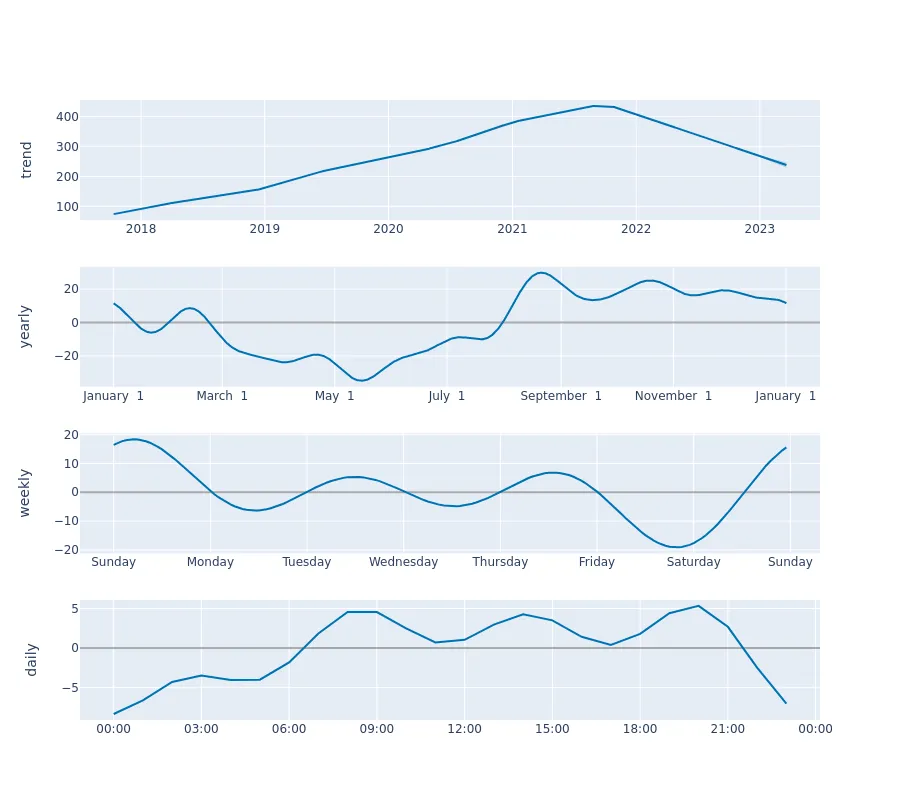 trend
400
300
200
100
2018 2019 2020 2021 2022 2023
yearly
20
0
−20
January 1 March 1 May 1 July 1 September 1 November 1 January 1
weekly
20
10
0
−10
−20
Sunday Monday Tuesday Wednesday Thursday Friday Saturday Sunday
daily
5
0
−5
00:00 03:00 06:00 09:00 12:00 15:00 18:00 21:00 00:00